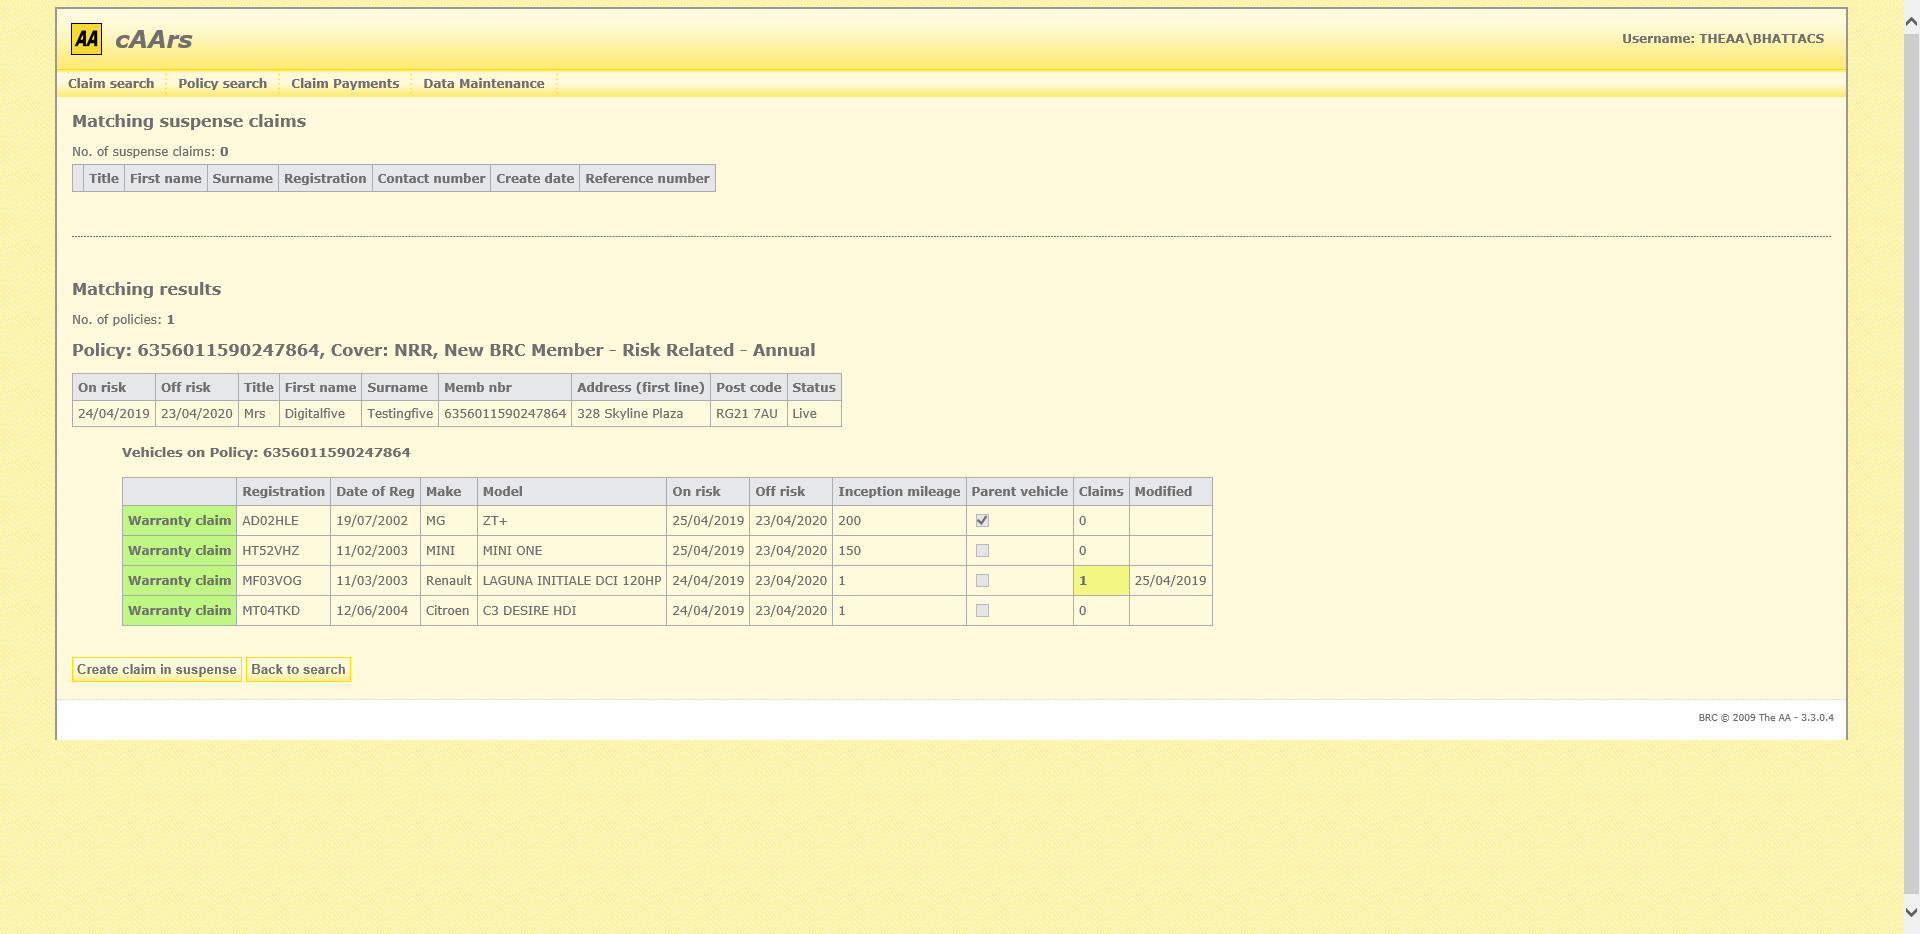 AA cAArs
Username: THEAA\BHATTACS
Claim search Policy search Claim Payments Data Maintenance
Matching suspense claims
No. of suspense claims: 0
Title First name Surname Registration Contact number Create date Reference number
Matching results
No. of policies: 1
Policy: 6356011590247864, Cover: NRR, New BRC Member - Risk Related - Annual
On risk Off risk Title First name Surname Memb nbr Address (first line) Post code Status
24/04/2019 23/04/2020 Mrs Digitalfive Testingfive 6356011590247864 328 Skyline Plaza RG21 7AU Live
Vehicles on Policy: 6356011590247864
Registration Date of Reg Make Model On risk Off risk Inception mileage Parent vehicle Claims Modified
Warranty claim AD02HLE 19/07/2002 MG ZT+ 25/04/2019 23/04/2020 200 0
Warranty claim HT52VHZ 11/02/2003 MINI MINI ONE 25/04/2019 23/04/2020 150 0
Warranty claim MF03VOG 11/03/2003 Renault LAGUNA INITIALE DCI 120HP 24/04/2019 23/04/2020 1 1 25/04/2019
Warranty claim MT04TKD 12/06/2004 Citroen C3 DESIRE HDI 24/04/2019 23/04/2020 1 0
Create claim in suspense Back to search
BRC © 2009 The AA - 3.3.0.4